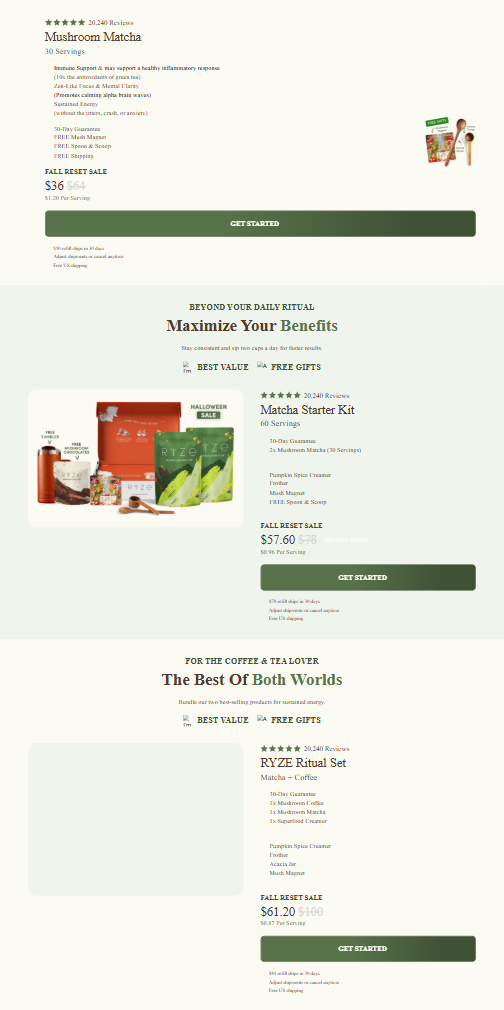 20,240 Reviews
Mushroom Matcha
30 Servings
Immune Support & may support a healthy inflammatory response
(10x the antioxidants of green tea)
Zen-Like Focus & Mental Clarity
(Promotes calming alpha brain waves)
Sustained Energy
(without the jitters, crash, or anxiety)
30-Day Guarantee
FREE Mush Magnet
FREE Spoon & Scoop
FREE Shipping
FREE GIFTS
FALL RESET SALE
$36 $64
$1.20 Per Serving
GET STARTED
$50 refill ships in 30 days
Adjust shipments or cancel anytime
Free US shipping
BEYOND YOUR DAILY RITUAL
Maximize Your Benefits
Stay consistent and sip two cups a day for faster results.
I'm BEST VALUE A FREE GIFTS
HALLOWEEN
SALE
FREE
TUMBLER
FREE
MUSHROOM
CHOCOLATES
RYZE
RYZE
20,240 Reviews
Matcha Starter Kit
60 Servings
30-Day Guarantee
2x Mushroom Matcha (30 Servings)
Pumpkin Spice Creamer
Frother
Mush Magnet
FREE Spoon & Scoop
FALL RESET SALE
$57.60 $78
$0.96 Per Serving
GET STARTED
$78 refill ships in 30 days
Adjust shipments or cancel anytime
Free US shipping
FOR THE COFFEE & TEA LOVER
The Best Of Both Worlds
Bundle our two best-selling products for sustained energy.
I'm BEST VALUE A FREE GIFTS
20,240 Reviews
RYZE Ritual Set
Matcha + Coffee
30-Day Guarantee
1x Mushroom Coffee
1x Mushroom Matcha
1x Superfood Creamer
Pumpkin Spice Creamer
Frother
Acacia Jar
Mush Magnet
FALL RESET SALE
$61.20 $100
$0.87 Per Serving
GET STARTED
Adjust shipments or cancel anytime
Free US shipping